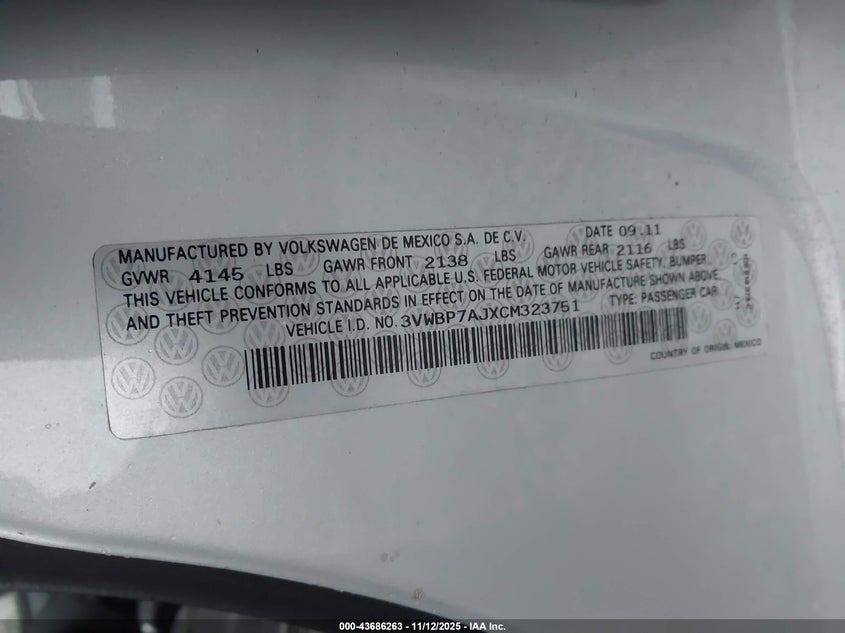 MANUFACTURED BY VOLKSWAGEN DE MEXICO S.A. DE C.V. DATE 09.11
GVWR 4145 LBS GAWR FRONT 2138 LBS GAWR REAR 2116 LBS
THIS VEHICLE CONFORMS TO ALL APPLICABLE U.S. FEDERAL MOTOR VEHICLE SAFETY, BUMPER,
AND THEFT PREVENTION STANDARDS IN EFFECT ON THE DATE OF MANUFACTURE SHOWN ABOVE.
VEHICLE I.D. NO. 3VWBP7AJXCM323751 TYPE: PASSENGER CAR
COUNTRY OF ORIGIN: MEXICO
000-43686263 - 11/12/2025 - IAA Inc.